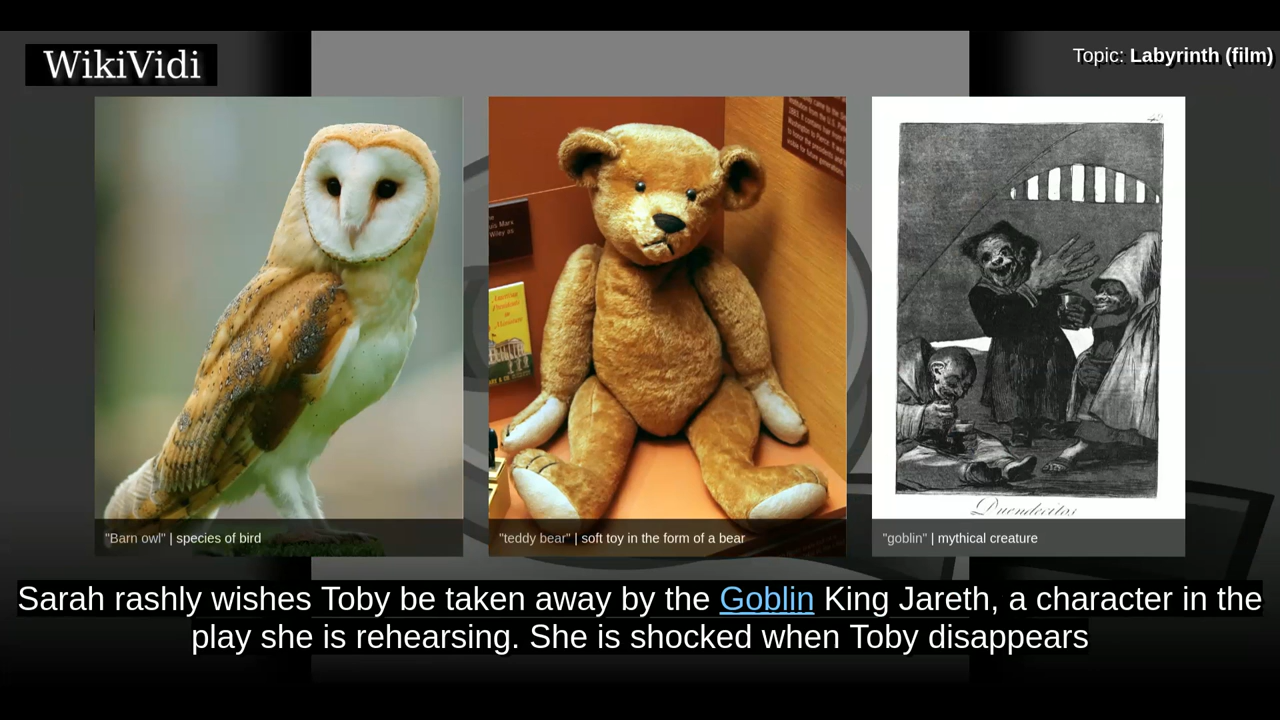 WikiVidi
Topic: Labyrinth (film)
"Barn owl" | species of bird
"teddy bear" | soft toy in the form of a bear
"goblin" | mythical creature
Duendecitos
Sarah rashly wishes Toby be taken away by the Goblin King Jareth, a character in the
play she is rehearsing. She is shocked when Toby disappears